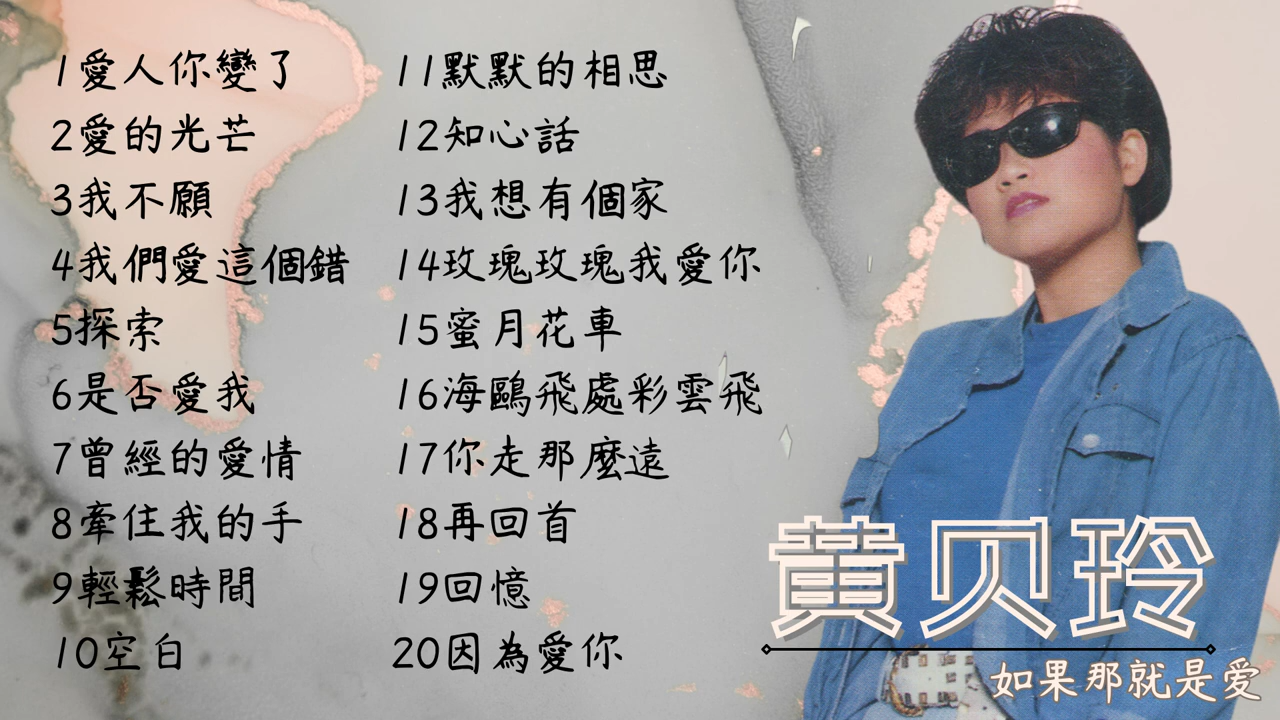 1愛人你變了
2愛的光芒
3我不願
4我們愛這個錯
5探索
6是否愛我
7曾經的愛情
8牽住我的手
9輕鬆時間
10空白
11默默的相思
12知心話
13我想有個家
14玫瑰玫瑰我愛你
15蜜月花車
16海鷗飛處彩雲飛
17你走那麼遠
18再回首
19回憶
20因為愛你
黄贝玲
如果那就是爱